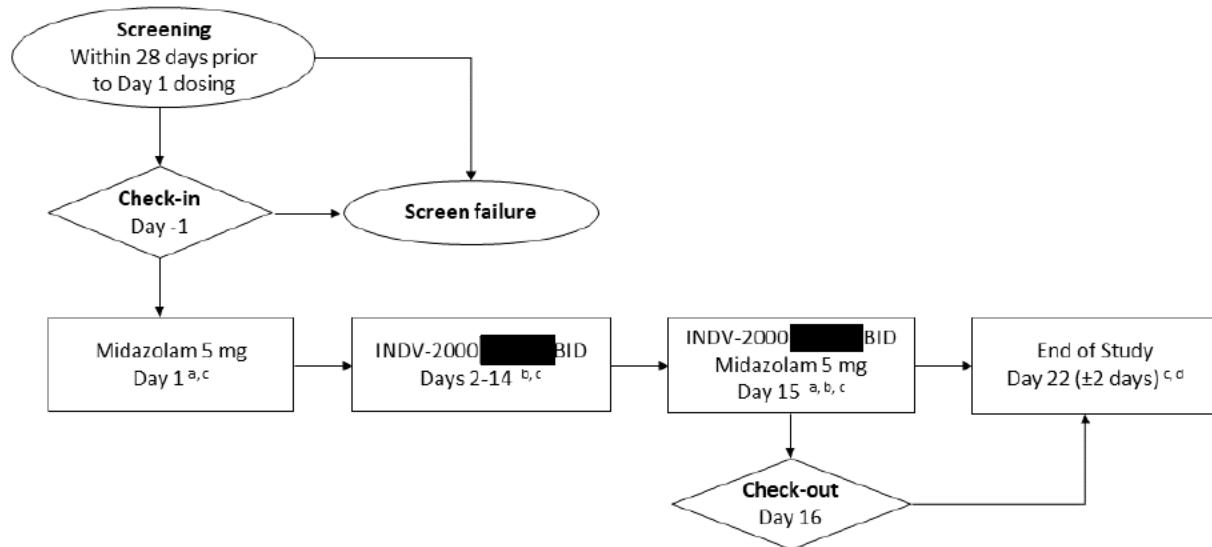 Screening
Within 28 days prior
to Day 1 dosing
Check-in
Day -1
Screen failure
Midazolam 5 mg
Day 1 a, c
INDV-2000 BID
Days 2-14 b, c
INDV-2000 BID
Midazolam 5 mg
Day 15 a, b, c
End of Study
Day 22 (±2 days) c, d
Check-out
Day 16